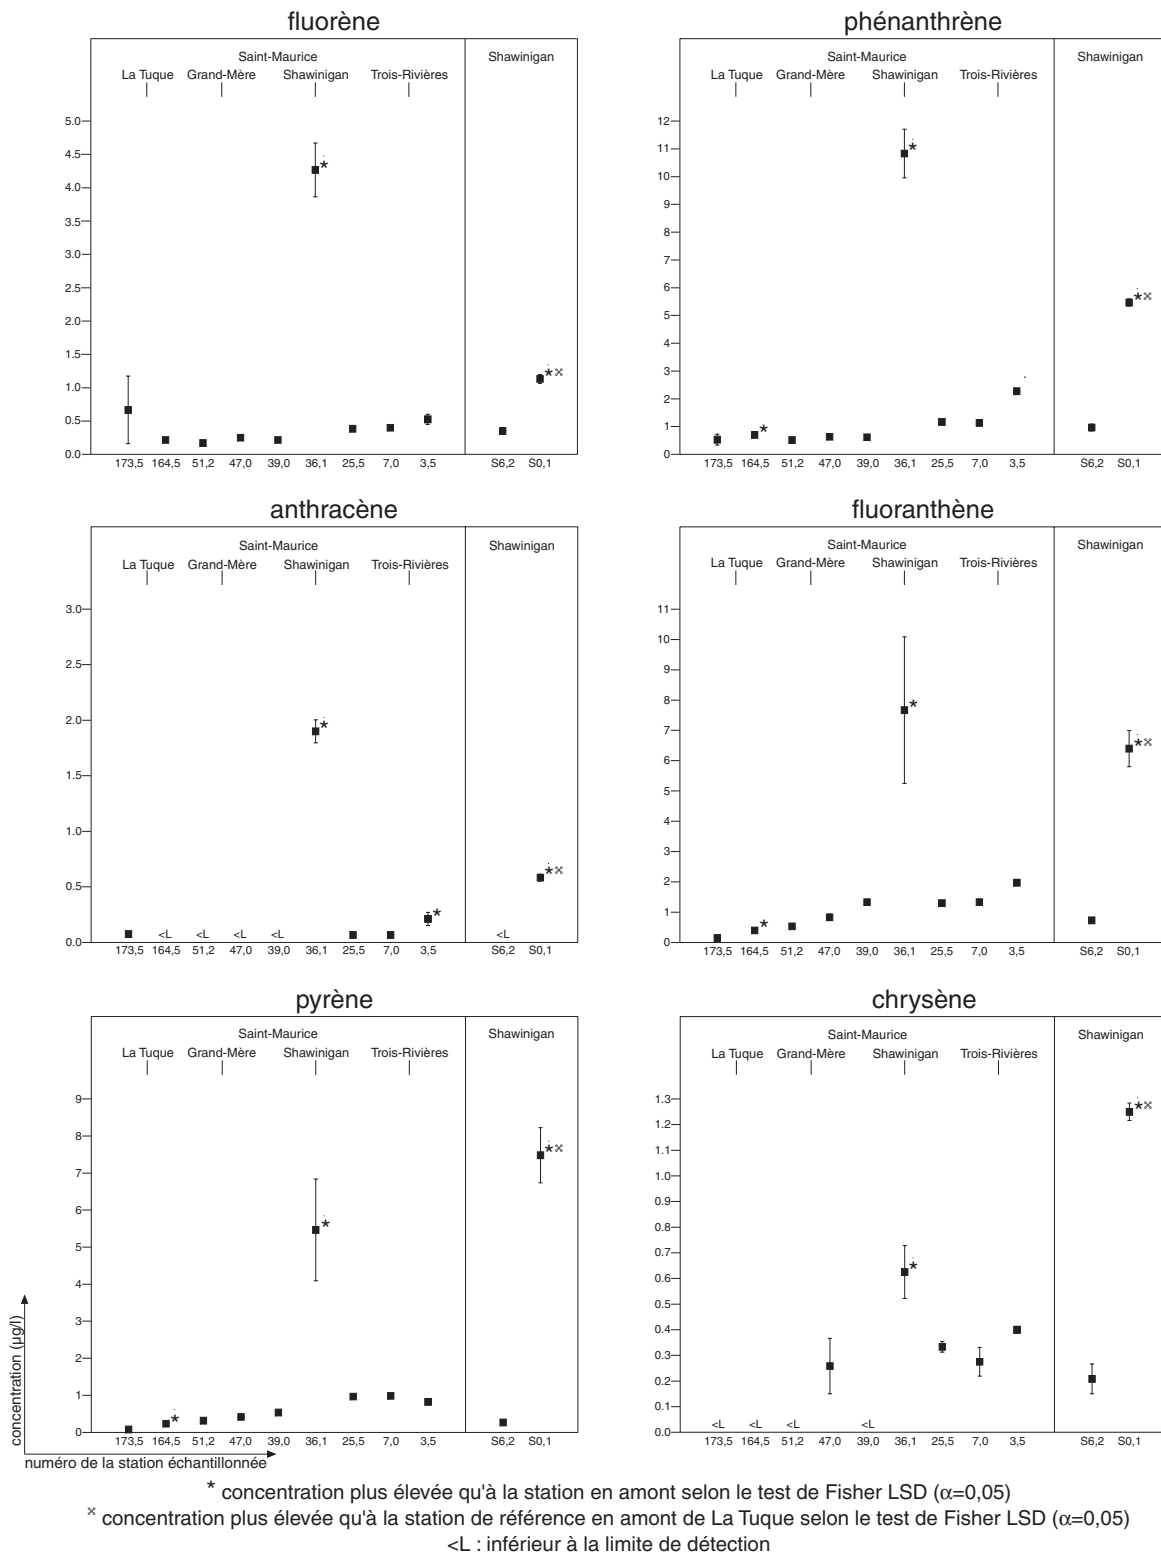 fluorène
Saint-Maurice
Shawinigan
La Tuque Grand-Mère Shawinigan Trois-Rivières
5.0
4.5
4.0
3.5
3.0
2.5
2.0
1.5
1.0
0.5
0.0
* * ※
173,5 164,5 51,2 47,0 39,0 36,1 25,5 7,0 3,5 S6,2 S0,1
phénanthrène
Saint-Maurice
Shawinigan
La Tuque Grand-Mère Shawinigan Trois-Rivières
12
11
10
9
8
7
6
5
4
3
2
1
0
* * * ※
173,5 164,5 51,2 47,0 39,0 36,1 25,5 7,0 3,5 S6,2 S0,1
anthracène
Saint-Maurice
Shawinigan
La Tuque Grand-Mère Shawinigan Trois-Rivières
3.0
2.5
2.0
1.5
1.0
0.5
0.0
* * * ※
<L <L <L <L <L
173,5 164,5 51,2 47,0 39,0 36,1 25,5 7,0 3,5 S6,2 S0,1
fluoranthène
Saint-Maurice
Shawinigan
La Tuque Grand-Mère Shawinigan Trois-Rivières
11
10
9
8
7
6
5
4
3
2
1
0
* * * ※
173,5 164,5 51,2 47,0 39,0 36,1 25,5 7,0 3,5 S6,2 S0,1
pyrène
Saint-Maurice
Shawinigan
La Tuque Grand-Mère Shawinigan Trois-Rivières
9
8
7
6
5
4
3
2
1
0
* * * ※
173,5 164,5 51,2 47,0 39,0 36,1 25,5 7,0 3,5 S6,2 S0,1
chrysène
Saint-Maurice
Shawinigan
La Tuque Grand-Mère Shawinigan Trois-Rivières
1.3
1.2
1.1
1.0
0.9
0.8
0.7
0.6
0.5
0.4
0.3
0.2
0.1
0.0
* * ※
<L <L <L <L
173,5 164,5 51,2 47,0 39,0 36,1 25,5 7,0 3,5 S6,2 S0,1
concentration (µg/l)
numéro de la station échantillonnée
* concentration plus élevée qu'à la station en amont selon le test de Fisher LSD (α=0,05)
※ concentration plus élevée qu'à la station de référence en amont de La Tuque selon le test de Fisher LSD (α=0,05)
<L : inférieur à la limite de détection